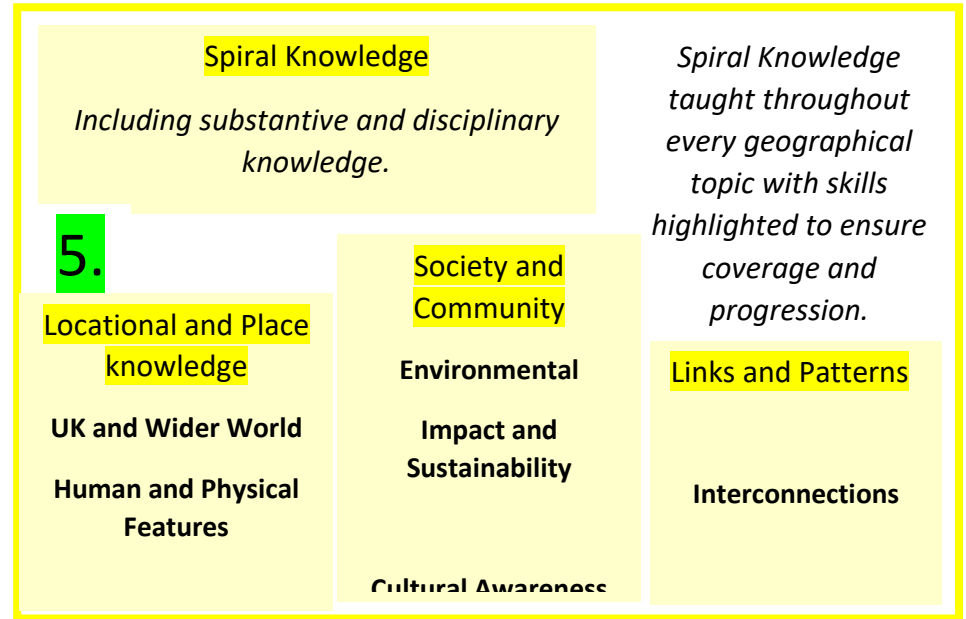 Spiral Knowledge
Including substantive and disciplinary
knowledge.
Spiral Knowledge
taught throughout
every geographical
topic with skills
highlighted to ensure
coverage and
progression.
5.
Locational and Place
knowledge
UK and Wider World
Human and Physical
Features
Society and
Community
Environmental
Impact and
Sustainability
Cultural Awareness
Links and Patterns
Interconnections